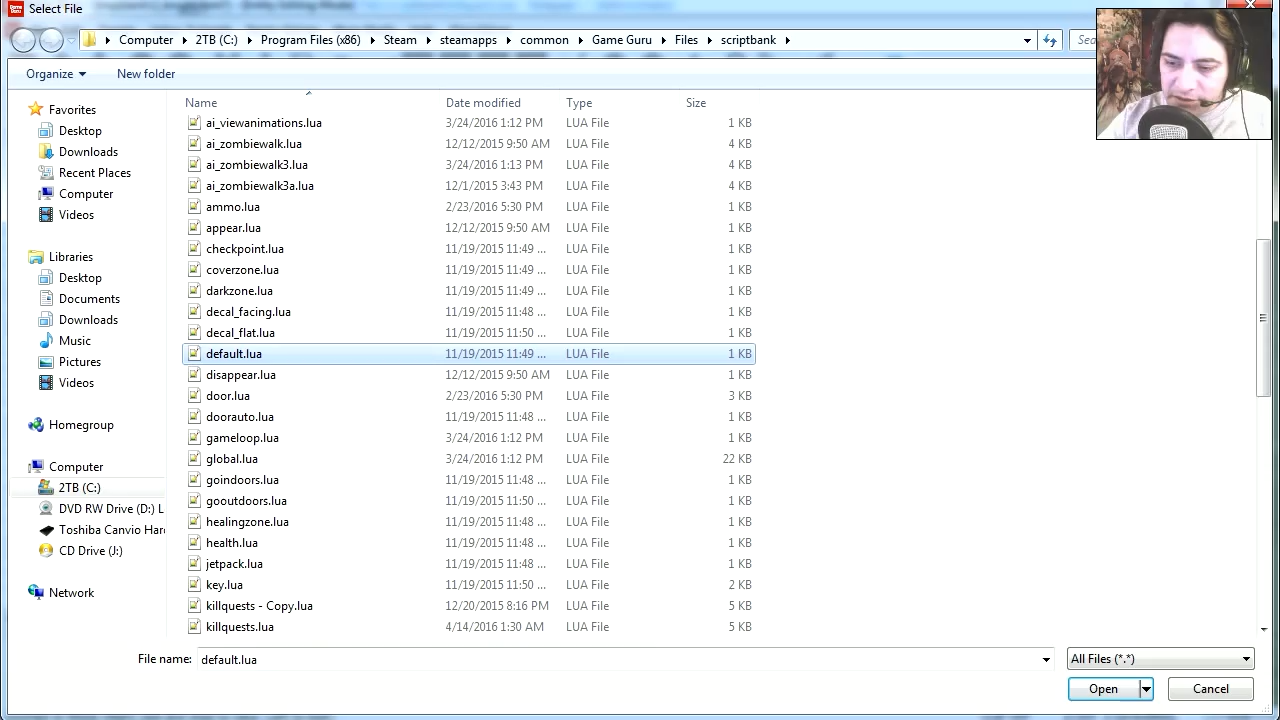 Select File
Computer 2TB (C:) Program Files (x86) Steam steamapps common Game Guru Files scriptbank
Organize New folder
Name Date modified Type Size
ai_viewanimations.lua 3/24/2016 1:12 PM LUA File 1 KB
ai_zombiewalk.lua 12/12/2015 9:50 AM LUA File 4 KB
ai_zombiewalk3.lua 3/24/2016 1:13 PM LUA File 4 KB
ai_zombiewalk3a.lua 12/1/2015 3:43 PM LUA File 4 KB
ammo.lua 2/23/2016 5:30 PM LUA File 1 KB
appear.lua 12/12/2015 9:50 AM LUA File 1 KB
checkpoint.lua 11/19/2015 11:49 ... LUA File 1 KB
coverzone.lua 11/19/2015 11:49 ... LUA File 1 KB
darkzone.lua 11/19/2015 11:49 ... LUA File 1 KB
decal_facing.lua 11/19/2015 11:48 ... LUA File 1 KB
decal_flat.lua 11/19/2015 11:50 ... LUA File 1 KB
default.lua 11/19/2015 11:49 ... LUA File 1 KB
disappear.lua 12/12/2015 9:50 AM LUA File 1 KB
door.lua 2/23/2016 5:30 PM LUA File 3 KB
doorauto.lua 11/19/2015 11:48 ... LUA File 1 KB
gameloop.lua 3/24/2016 1:12 PM LUA File 1 KB
global.lua 3/24/2016 1:12 PM LUA File 22 KB
goindoors.lua 11/19/2015 11:48 ... LUA File 1 KB
gooutdoors.lua 11/19/2015 11:50 ... LUA File 1 KB
healingzone.lua 11/19/2015 11:48 ... LUA File 1 KB
health.lua 11/19/2015 11:48 ... LUA File 1 KB
jetpack.lua 11/19/2015 11:48 ... LUA File 1 KB
key.lua 11/19/2015 11:50 ... LUA File 2 KB
killquests - Copy.lua 12/20/2015 8:16 PM LUA File 5 KB
killquests.lua 4/14/2016 1:30 AM LUA File 5 KB
Favorites
Desktop
Downloads
Recent Places
Computer
Videos
Libraries
Desktop
Documents
Downloads
Music
Pictures
Videos
Homegroup
Computer
2TB (C:)
DVD RW Drive (D:) L
Toshiba Canvio Hard
CD Drive (J:)
Network
File name: default.lua All Files (*.*)
Open Cancel